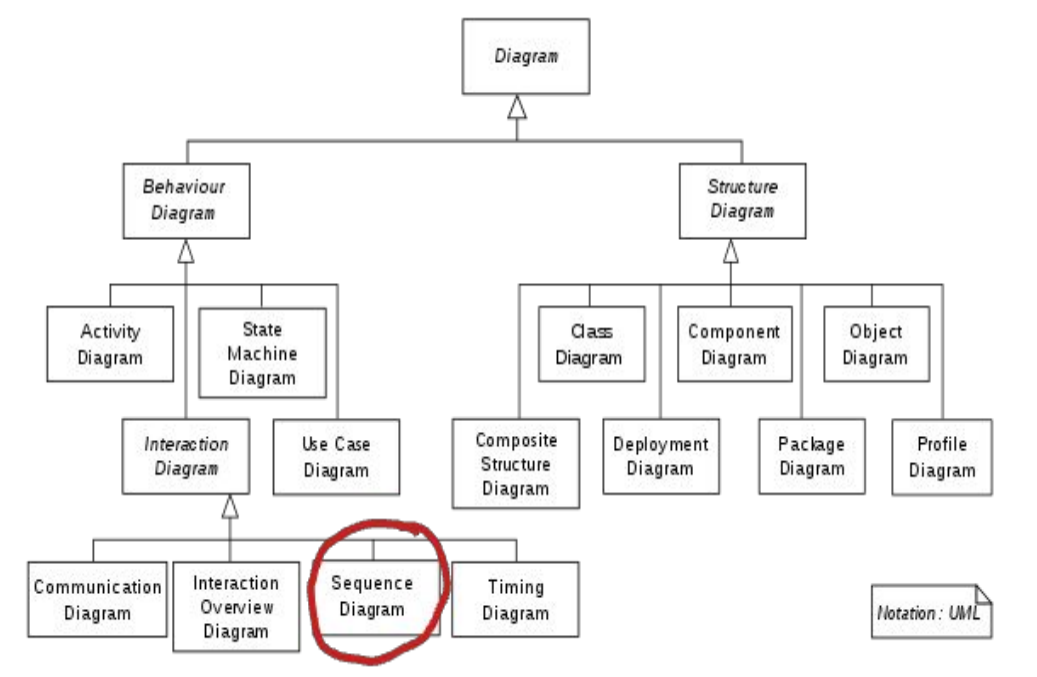 Diagram
Behaviour
Diagram
Structure
Diagram
Activity
Diagram
State
Machine
Diagram
Class
Diagram
Component
Diagram
Object
Diagram
Interaction
Diagram
Use Case
Diagram
Composite
Structure
Diagram
Deployment
Diagram
Package
Diagram
Profile
Diagram
Communication
Diagram
Interaction
Overview
Diagram
Sequence
Diagram
Timing
Diagram
Notation: UML